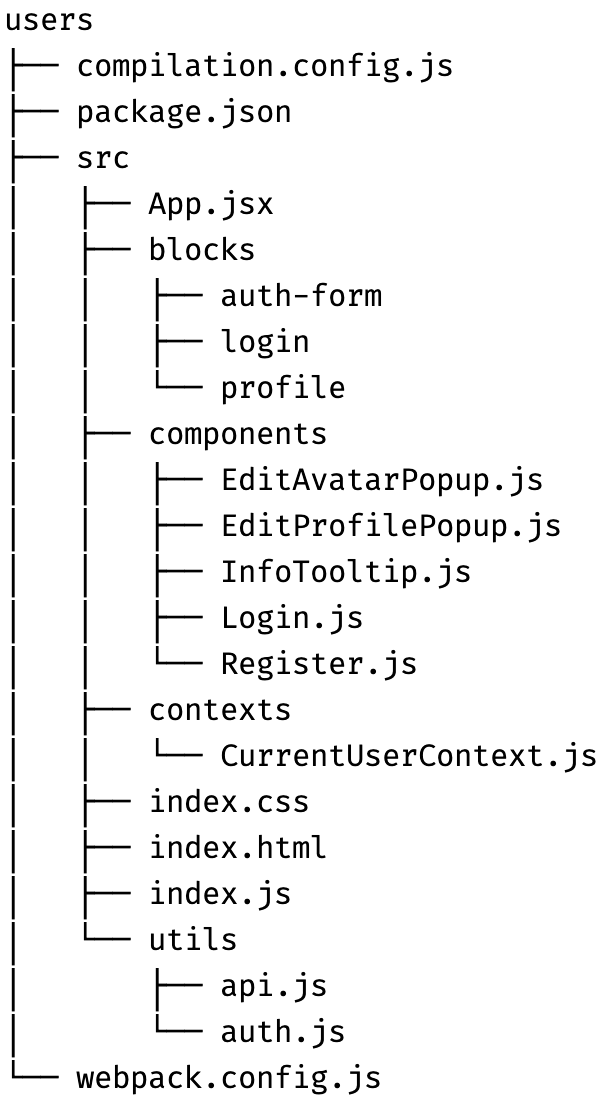 users
├── compilation.config.js
├── package.json
├── src
│   ├── App.jsx
│   ├── blocks
│   │   ├── auth-form
│   │   ├── login
│   │   └── profile
│   ├── components
│   │   ├── EditAvatarPopup.js
│   │   ├── EditProfilePopup.js
│   │   ├── InfoTooltip.js
│   │   ├── Login.js
│   │   └── Register.js
│   ├── contexts
│   │   └── CurrentUserContext.js
│   ├── index.css
│   ├── index.html
│   ├── index.js
│   └── utils
│       ├── api.js
│       └── auth.js
└── webpack.config.js